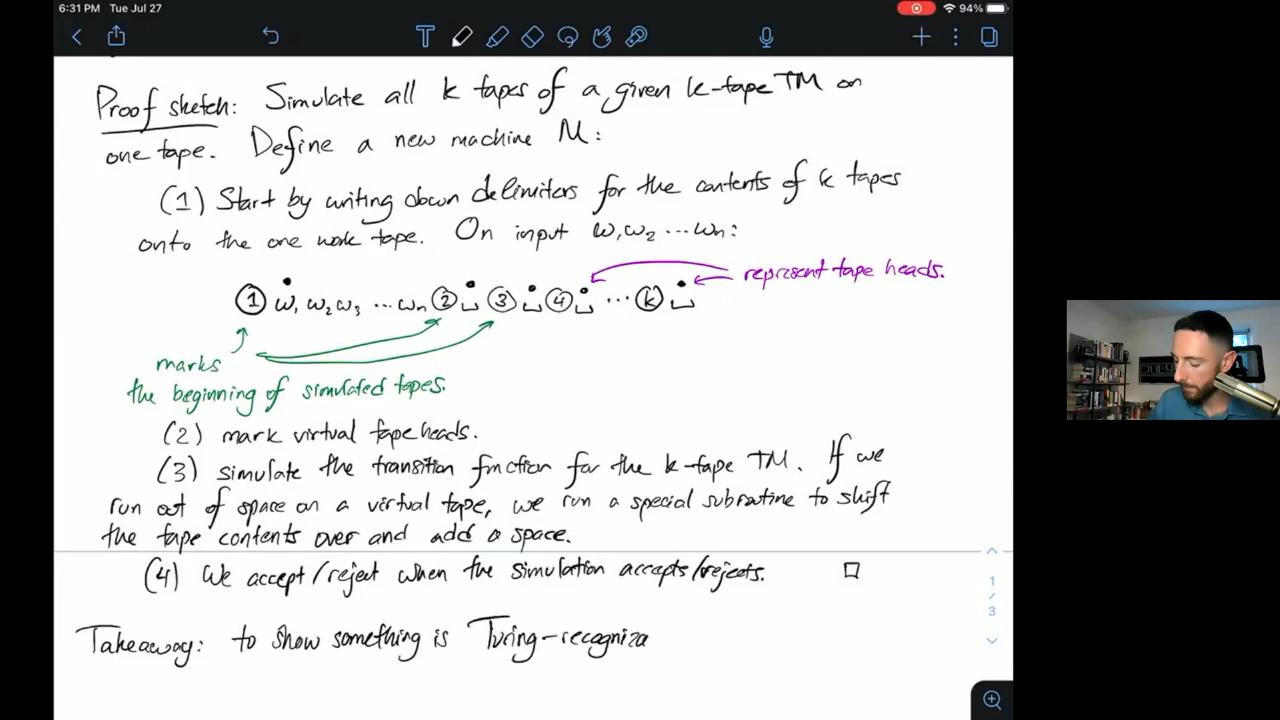 6:31 PM Tue Jul 27
94%
Proof sketch: Simulate all k tapes of a given k-tape TM on
one tape. Define a new machine M:
(1) Start by writing down delimiters for the contents of k tapes
onto the one work tape. On input w₁w₂ ... wₙ:
represent tape heads.
① w₁ w₂ w₃ ... wₙ ② ⊔ ③ ⊔ ④ ⊔ ... ⓚ ⊔
marks
the beginning of simulated tapes.
(2) mark virtual tape heads.
(3) simulate the transition function for the k-tape TM. If we
run out of space on a virtual tape, we run a special subroutine to shift
the tape contents over and add a space.
(4) We accept/reject when the simulation accepts/rejects. □
1
/
3
Takeaway: to show something is Turing-recogniza